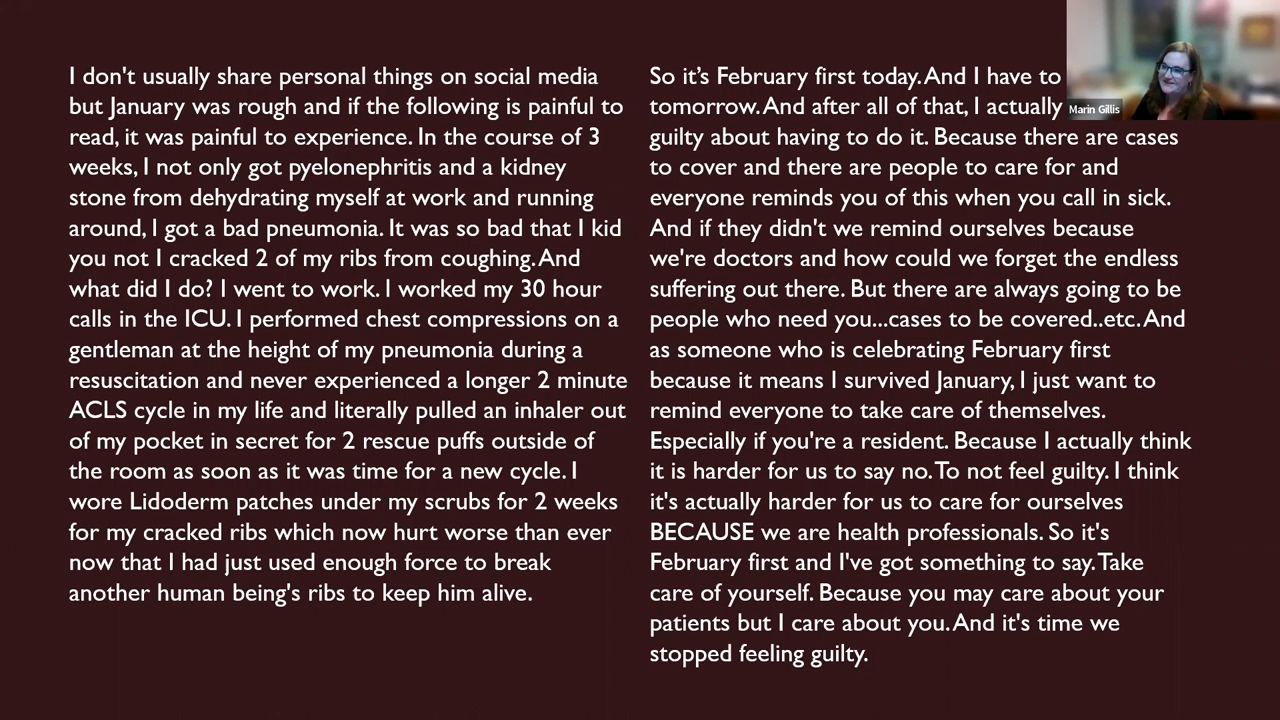 I don't usually share personal things on social media
but January was rough and if the following is painful to
read, it was painful to experience. In the course of 3
weeks, I not only got pyelonephritis and a kidney
stone from dehydrating myself at work and running
around, I got a bad pneumonia. It was so bad that I kid
you not I cracked 2 of my ribs from coughing. And
what did I do? I went to work. I worked my 30 hour
calls in the ICU. I performed chest compressions on a
gentleman at the height of my pneumonia during a
resuscitation and never experienced a longer 2 minute
ACLS cycle in my life and literally pulled an inhaler out
of my pocket in secret for 2 rescue puffs outside of
the room as soon as it was time for a new cycle. I
wore Lidoderm patches under my scrubs for 2 weeks
for my cracked ribs which now hurt worse than ever
now that I had just used enough force to break
another human being's ribs to keep him alive.
So it’s February first today. And I have to
tomorrow. And after all of that, I actually
guilty about having to do it. Because there are cases
to cover and there are people to care for and
everyone reminds you of this when you call in sick.
And if they didn't we remind ourselves because
we're doctors and how could we forget the endless
suffering out there. But there are always going to be
people who need you...cases to be covered..etc. And
as someone who is celebrating February first
because it means I survived January, I just want to
remind everyone to take care of themselves.
Especially if you're a resident. Because I actually think
it is harder for us to say no. To not feel guilty. I think
it's actually harder for us to care for ourselves
BECAUSE we are health professionals. So it's
February first and I've got something to say. Take
care of yourself. Because you may care about your
patients but I care about you. And it's time we
stopped feeling guilty.
Marin Gillis